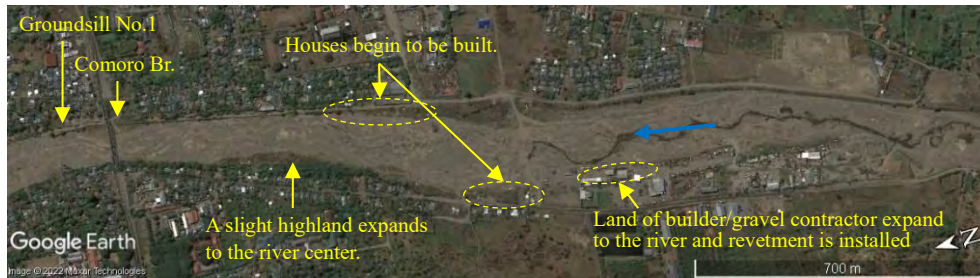 Groundsill No.1
Comoro Br.
Houses begin to be built.
A slight highland expands
to the river center.
Land of builder/gravel contractor expand
to the river and revetment is installed
Google Earth
Image © 2022 Maxar Technologies
N
700 m